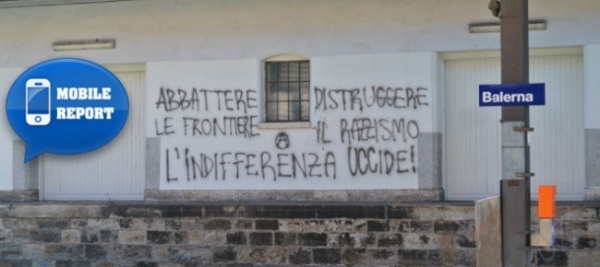 MOBILE
REPORT
ABBATTERE DISTRUGGERE
LE FRONTIERE IL RAZZISMO
L'INDIFFERENZA UCCIDE!
Balerna